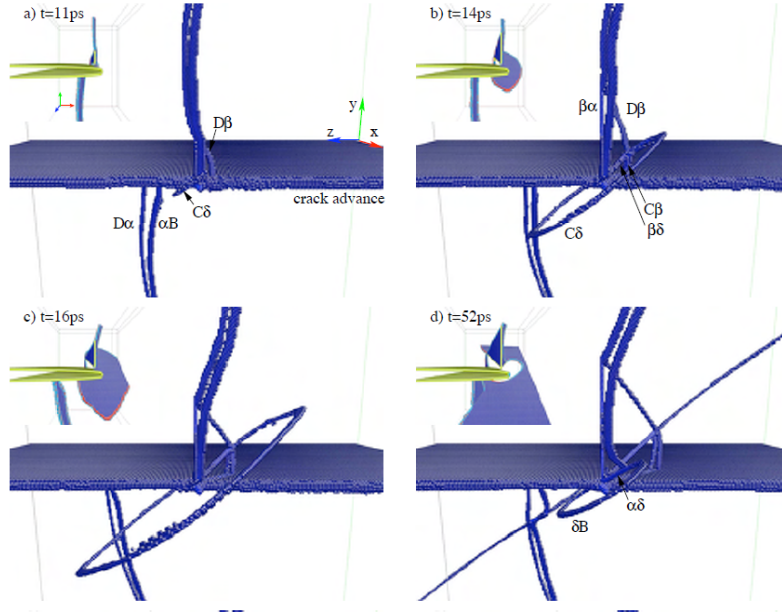 a) t=11ps
Dβ
y
z
x
crack advance
Cδ
Dα
αB
b) t=14ps
βα
Dβ
Cβ
Cδ
βδ
c) t=16ps
d) t=52ps
αδ
δB